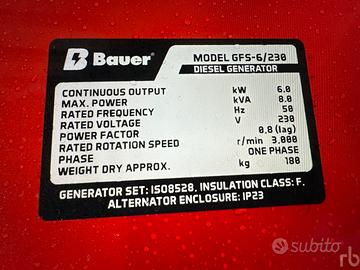 B Bauer®
MODEL GFS-6/230
DIESEL GENERATOR
CONTINUOUS OUTPUT kW 6.0
MAX. POWER kVA 8.0
RATED FREQUENCY Hz 50
RATED VOLTAGE V 230
POWER FACTOR 0,8 (lag)
RATED ROTATION SPEED r/min 3,000
PHASE ONE PHASE
WEIGHT DRY APPROX. kg 180
GENERATOR SET: ISO8528, INSULATION CLASS: F.
ALTERNATOR ENCLOSURE: IP23
subito
rb